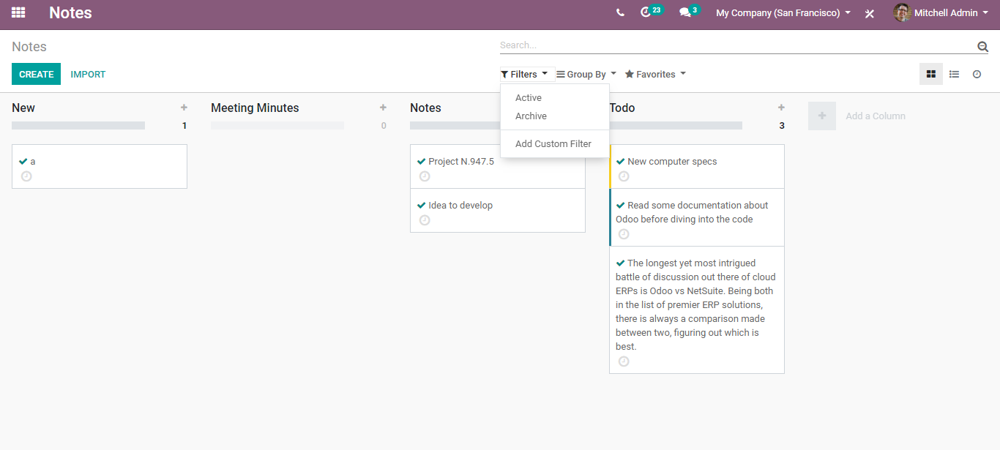 Notes
23
3
My Company (San Francisco)
Mitchell Admin
Notes
Search...
CREATE
IMPORT
Filters
Group By
Favorites
Active
Archive
Add Custom Filter
New
1
Meeting Minutes
0
Notes
Todo
3
Add a Column
a
Project N.947.5
Idea to develop
New computer specs
Read some documentation about
Odoo before diving into the code
The longest yet most intrigued
battle of discussion out there of cloud
ERPs is Odoo vs NetSuite. Being both
in the list of premier ERP solutions,
there is always a comparison made
between two, figuring out which is
best.